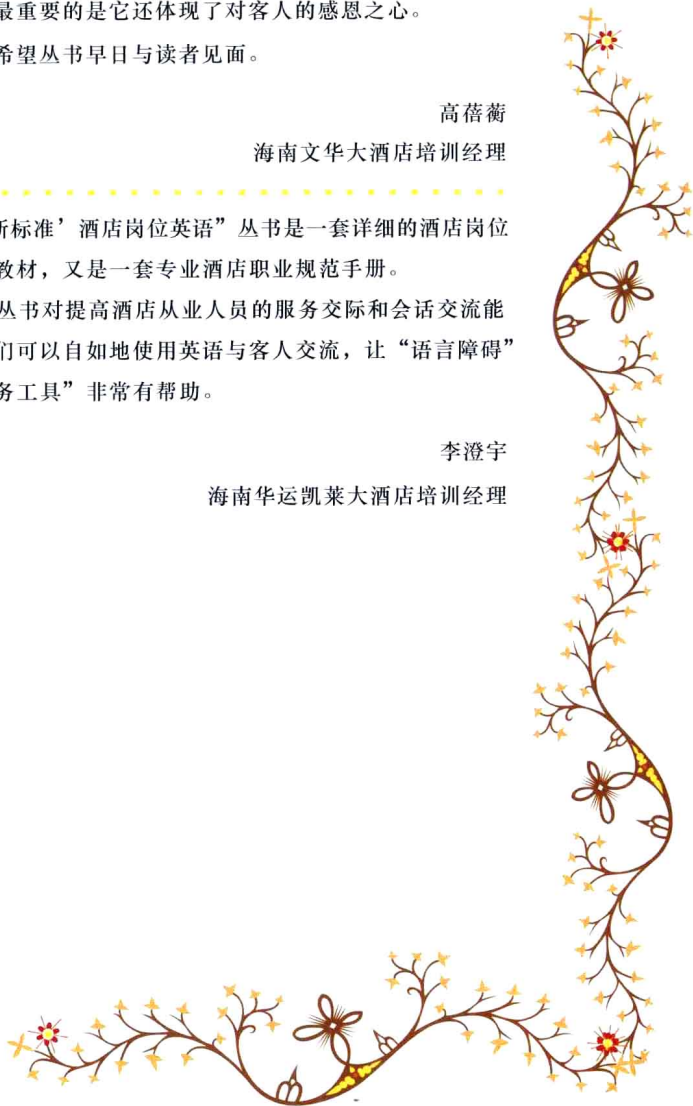 最重要的是它还体现了对客人的感恩之心。
希望丛书早日与读者见面。
高蓓蘅
海南文华大酒店培训经理
新标准’酒店岗位英语”丛书是一套详细的酒店岗位
教材，又是一套专业酒店职业规范手册。
丛书对提高酒店从业人员的服务交际和会话交流能
们可以自如地使用英语与客人交流，让“语言障碍”
务工具”非常有帮助。
李澄宇
海南华运凯莱大酒店培训经理